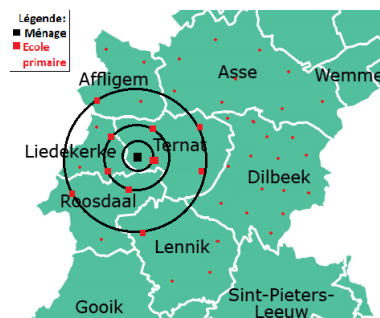 Légende:
Ménage
Ecole
primaire
Affligem
Asse
Wemme
Liedekerke
Ternat
Dilbeek
Roosdaal
Lennik
Gooik
Sint-Pieters-
Leeuw